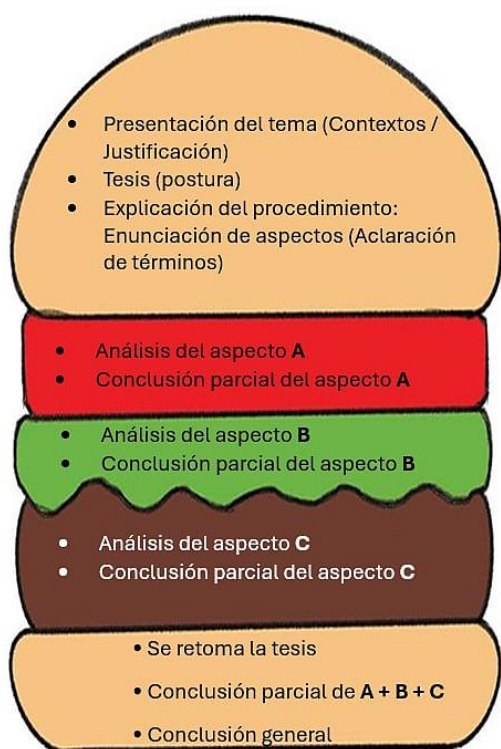 • Presentación del tema (Contextos /
Justificación)
• Tesis (postura)
• Explicación del procedimiento:
Enunciación de aspectos (Aclaración
de términos)
• Análisis del aspecto A
• Conclusión parcial del aspecto A
• Análisis del aspecto B
• Conclusión parcial del aspecto B
• Análisis del aspecto C
• Conclusión parcial del aspecto C
• Se retoma la tesis
• Conclusión parcial de A + B + C
• Conclusión general